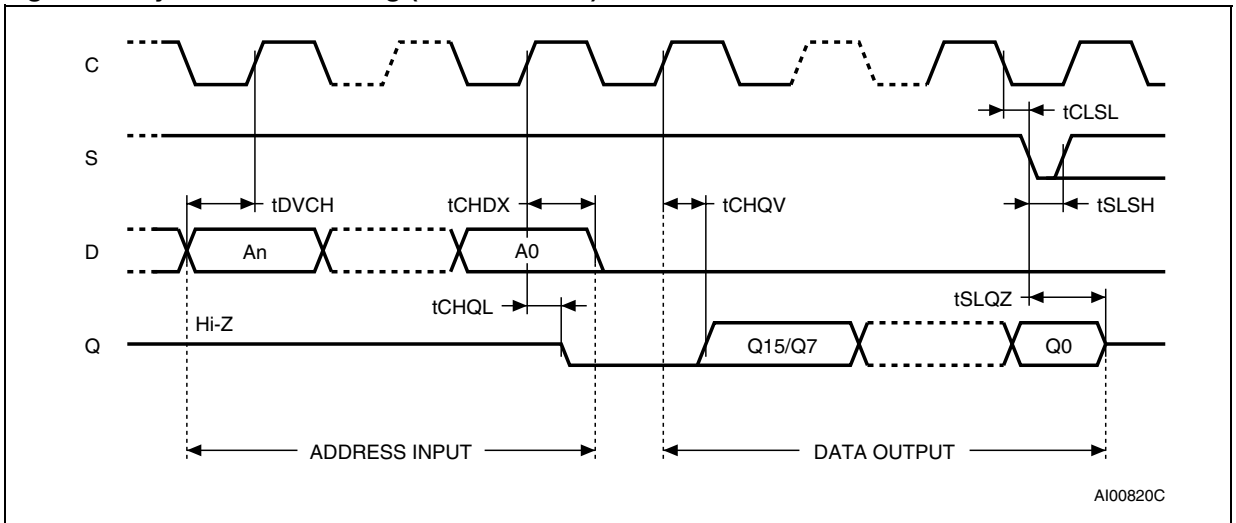 C
tCLSL
S
tDVCH
tCHDX
tCHQV
tSLSH
D
An
A0
tCHQL
tSLQZ
Hi-Z
Q
Q15/Q7
Q0
ADDRESS INPUT
DATA OUTPUT
AI00820C